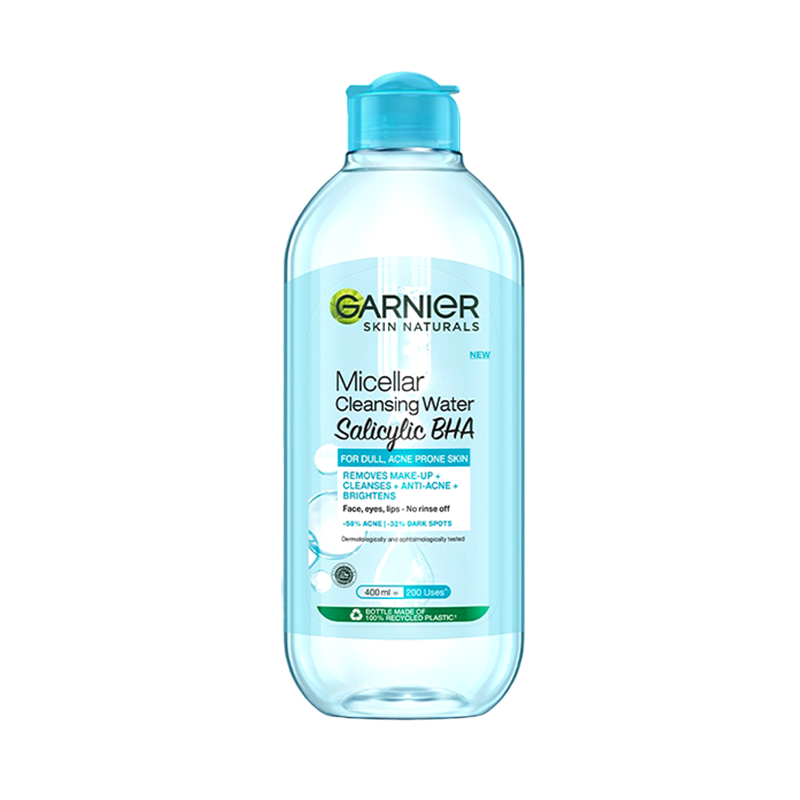 GARNIER
SKIN NATURALS
NEW
Micellar
Cleansing Water
Salicylic BHA
FOR DULL, ACNE PRONE SKIN
REMOVES MAKE-UP +
CLEANSES + ANTI-ACNE +
BRIGHTENS
Face, eyes, lips - No rinse off
-58% ACNE | -32% DARK SPOTS
Dermatologically and ophtalmologically tested
400 ml = 200 Uses*
BOTTLE MADE OF
100% RECYCLED PLASTIC¹